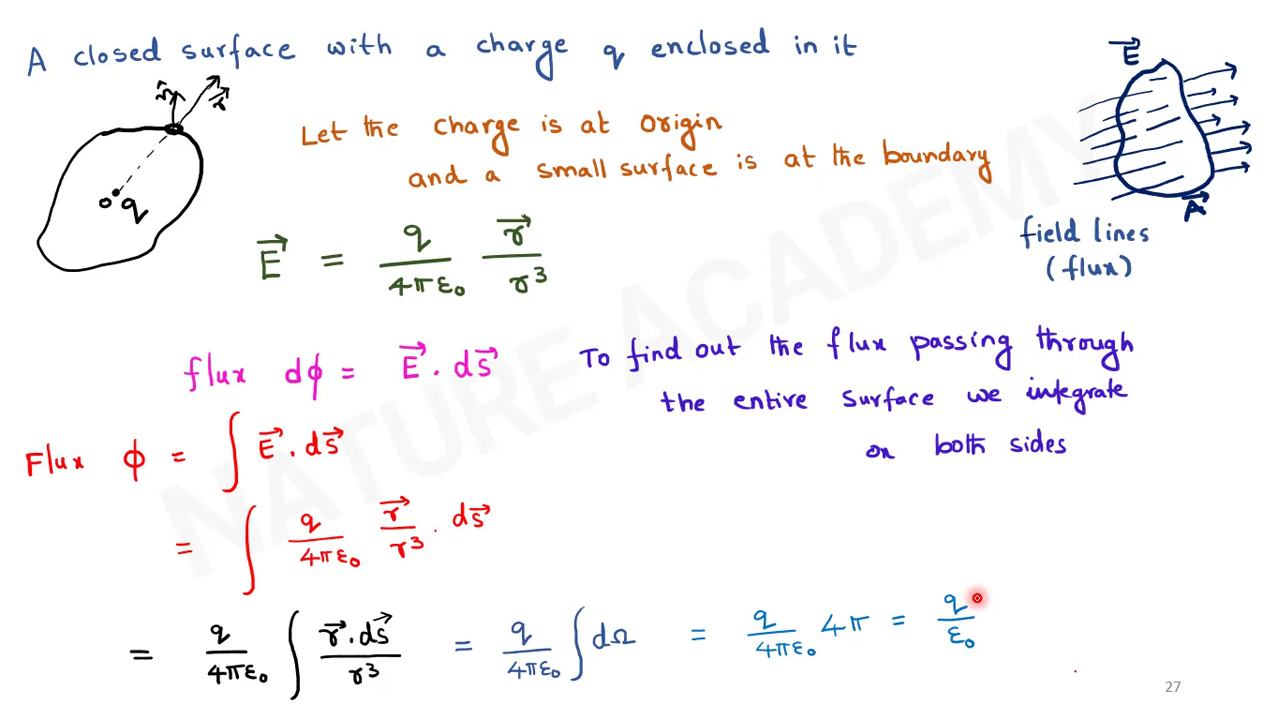 A closed surface with a charge q enclosed in it
n̂ r⃗
E⃗
Let the charge is at origin
and a small surface is at the boundary
o q
A⃗
E⃗ = q/4πε₀ r⃗/r³
field lines
(flux)
flux dϕ = E⃗ . ds⃗
To find out the flux passing through
the entire surface we integrate
on both sides
Flux ϕ = ∫ E⃗ . ds⃗
= ∫ q/4πε₀ r⃗/r³ . ds⃗
= q/4πε₀ ∫ r⃗ . ds⃗/r³ = q/4πε₀ ∫ dΩ = q/4πε₀ 4π = q/ε₀
27
NATURE ACADEMY